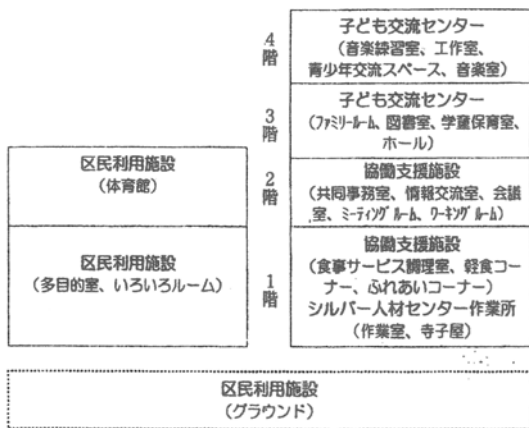 4階
子ども交流センター
(音楽練習室、工作室、
青少年交流スペース、音楽室)
3階
子ども交流センター
(ファミリールーム、図書室、学童保育室、
ホール)
区民利用施設
(体育館)
2階
協働支援施設
(共同事務室、情報交流室、会議
室、ミーティングルーム、ワーキングルーム)
区民利用施設
(多目的室、いろいろルーム)
1階
協働支援施設
(食事サービス調理室、軽食コ
ーナー、ふれあいコーナー)
シルバー人材センター作業所
(作業室、寺子屋)
区民利用施設
(グラウンド)